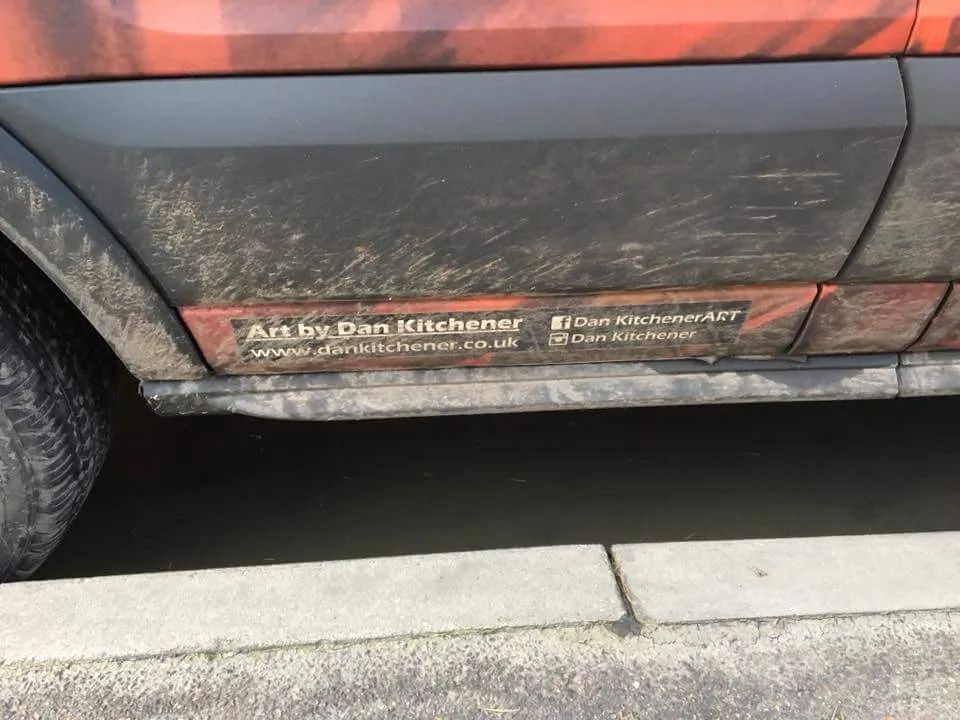 Art by Dan Kitchener
www.dankitchener.co.uk
Dan KitchenerART
Dan Kitchener